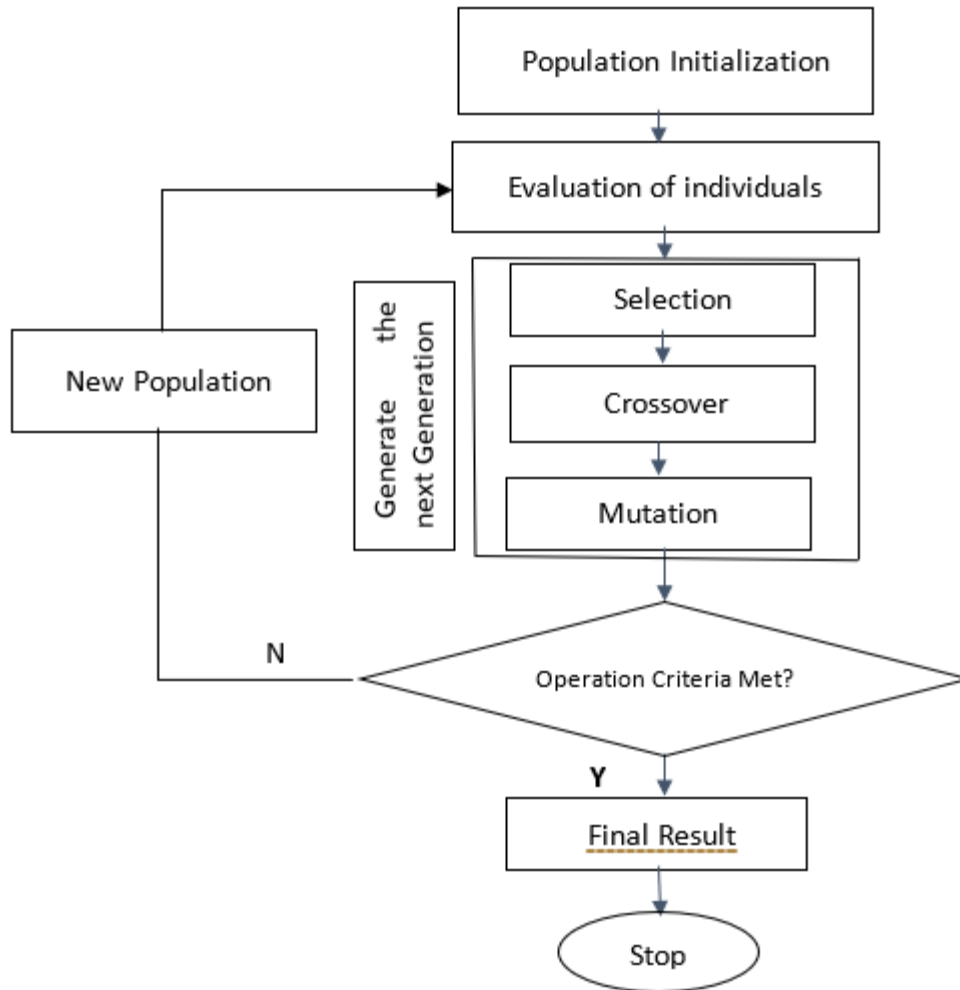 Population Initialization
Evaluation of individuals
Selection
Generate the
next Generation
New Population
Crossover
Mutation
N
Operation Criteria Met?
Y
Final Result
Stop